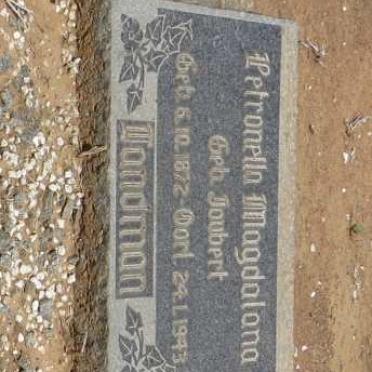 Petronella Magdalena
Geb. Joubert
Geb. 6.10.1872 - Oorl. 24.1.1943
Landman